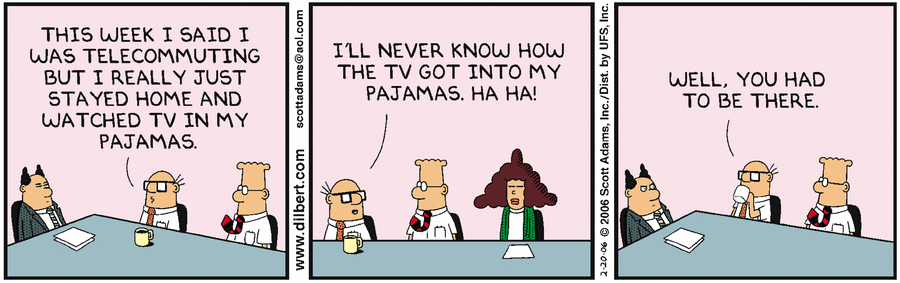 THIS WEEK I SAID I
WAS TELECOMMUTING
BUT I REALLY JUST
STAYED HOME AND
WATCHED TV IN MY
PAJAMAS.
www.dilbert.com scottadams@aol.com
I'LL NEVER KNOW HOW
THE TV GOT INTO MY
PAJAMAS. HA HA!
2-20-06 © 2006 Scott Adams, Inc./Dist. by UFS, Inc.
WELL, YOU HAD
TO BE THERE.